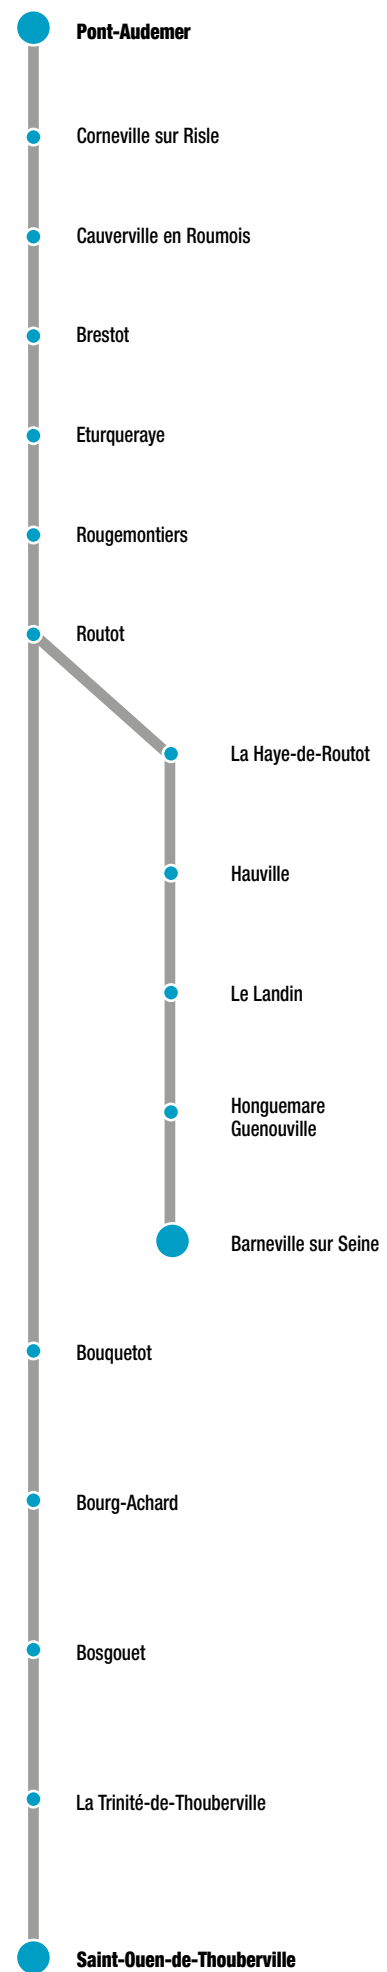 Pont-Audemer
Corneville sur Risle
Cauverville en Roumois
Brestot
Eturqueraye
Rougemontiers
Routot
La Haye-de-Routot
Hauville
Le Landin
Honguemare
Guenouville
Barneville sur Seine
Bouquetot
Bourg-Achard
Bosgouet
La Trinité-de-Thouberville
Saint-Ouen-de-Thouberville